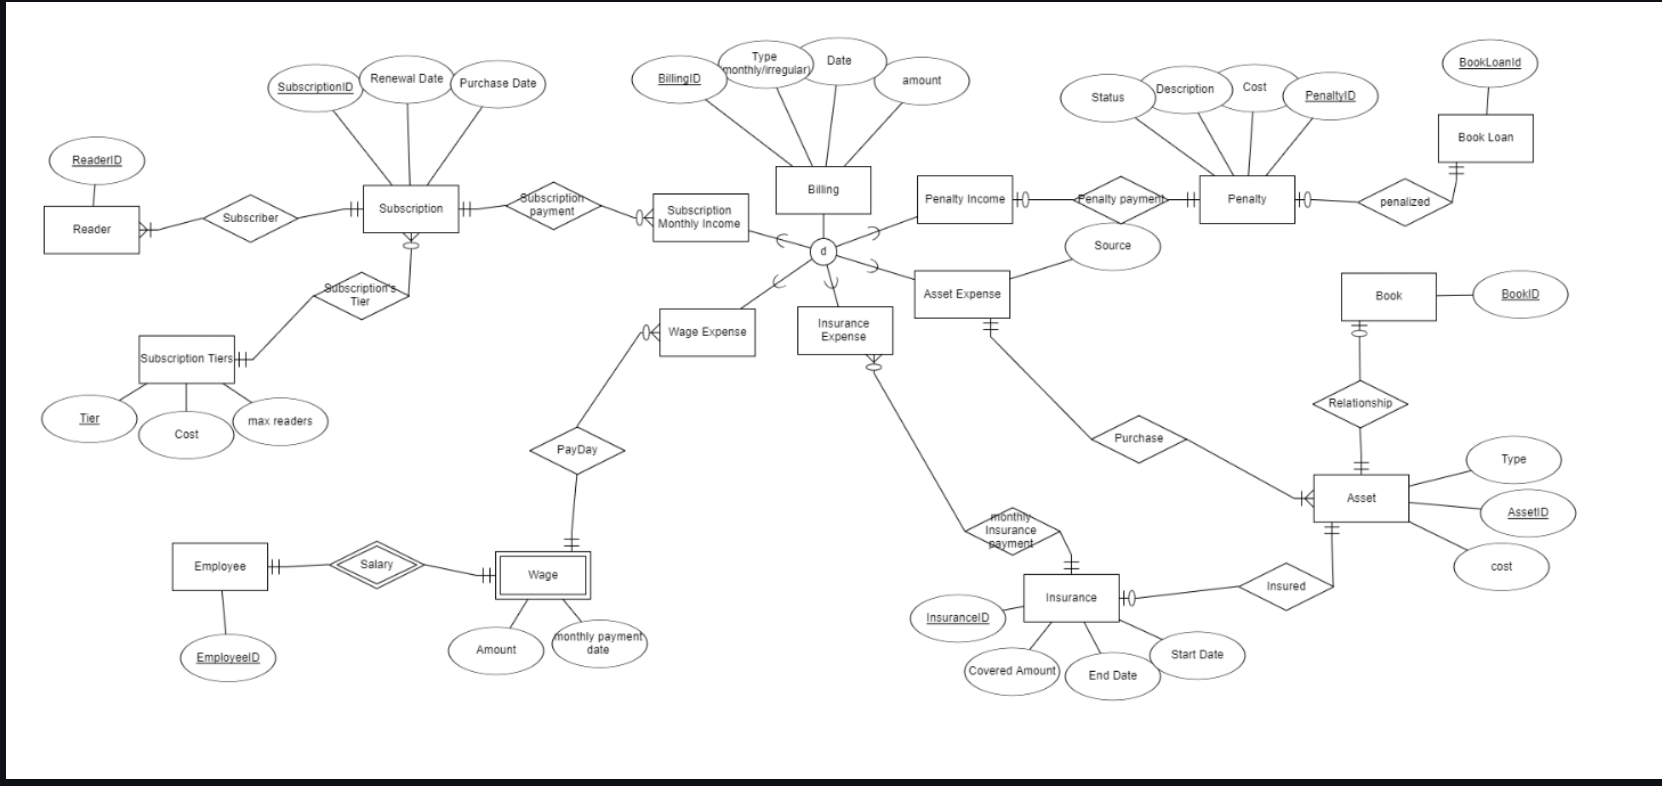 SubscriptionID
Renewal Date
Purchase Date
BillingID
Type
(monthly/irregular)
Date
amount
Status
Description
Cost
PenaltyID
BookLoanId
Book Loan
ReaderID
Reader
Subscriber
Subscription
Subscription
payment
Subscription
Monthly Income
Billing
d
Penalty Income
Penalty payment
Penalty
penalized
Source
Asset Expense
Book
BookID
Subscription's
Tier
Subscription Tiers
Tier
Cost
max readers
Wage Expense
Insurance
Expense
Relationship
PayDay
Purchase
Asset
Type
AssetID
cost
monthly
Insurance
payment
Employee
Salary
Wage
Insurance
Insured
EmployeeID
Amount
monthly payment
date
InsuranceID
Covered Amount
End Date
Start Date